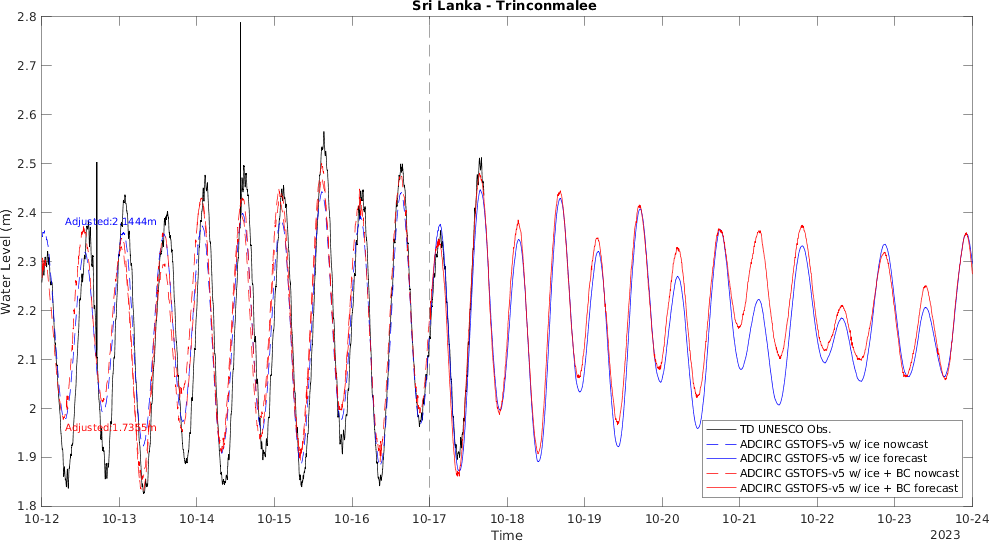 Sri Lanka - Trinconmalee
Water Level (m)
2.8
2.7
2.6
2.5
2.4
2.3
2.2
2.1
2
1.9
1.8
Adjusted:2.1444m
Adjusted:1.7355m
TD UNESCO Obs.
ADCIRC GSTOFS-v5 w/ ice nowcast
ADCIRC GSTOFS-v5 w/ ice forecast
ADCIRC GSTOFS-v5 w/ ice + BC nowcast
ADCIRC GSTOFS-v5 w/ ice + BC forecast
10-12 10-13 10-14 10-15 10-16 10-17 10-18 10-19 10-20 10-21 10-22 10-23 10-24
Time
2023